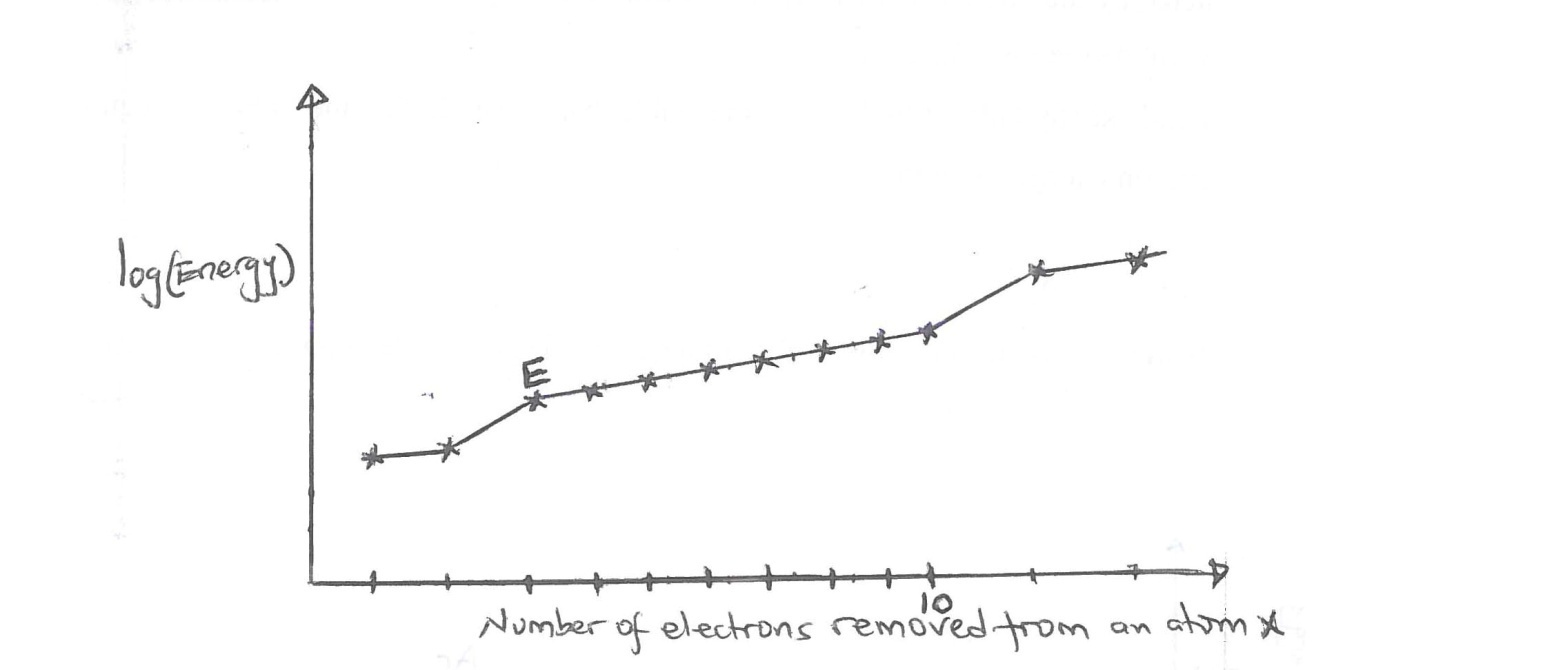 log(Energy)
E
10
Number of electrons removed from an atom X